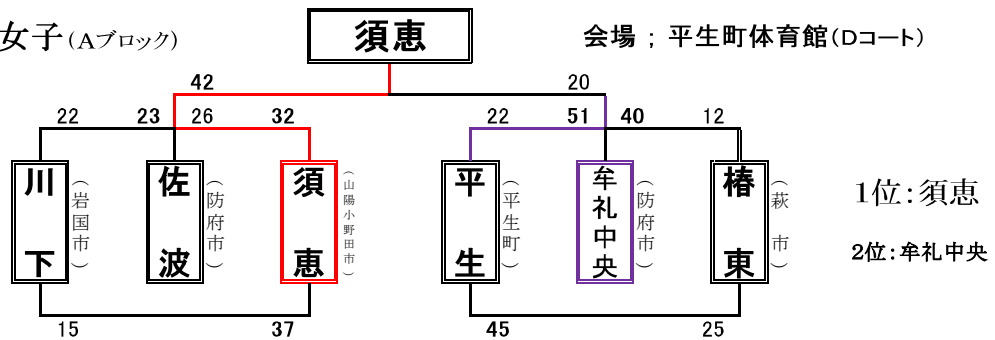 女子(Aブロック)
須恵
会場 ; 平生町体育館(Dコート)
42
20
22
23
26
32
22
51
40
12
川下
(岩国市)
佐波
(防府市)
須恵
(山陽小野田市)
平生
(平生町)
牟礼中央
(防府市)
椿東
(萩市)
1位:須恵
2位:牟礼中央
15
37
45
25